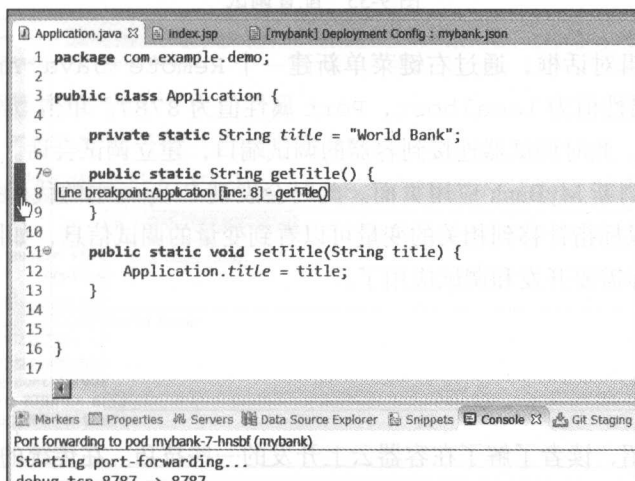 Application.java index.jsp [mybank] Deployment Config : mybank.json
1 package com.example.demo;
2
3 public class Application {
4
5 private static String title = "World Bank";
6
7 public static String getTitle() {
8 Line breakpoint:Application [line: 8] - getTitle()
9 }
10
11 public static void setTitle(String title) {
12 Application.title = title;
13 }
14
15
16 }
17
Markers Properties Servers Data Source Explorer Snippets Console Git Staging
Port forwarding to pod mybank-7-hnsbf (mybank)
Starting port-forwarding...
debug tcp 8787 -> 8787